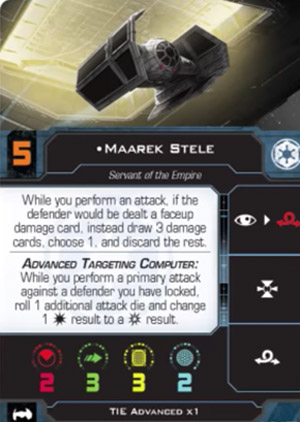 5
•MAAREK STELE
Servant of the Empire
While you perform an attack, if the
defender would be dealt a faceup
damage card, instead draw 3 damage
cards, choose 1, and discard the rest.
ADVANCED TARGETING COMPUTER:
While you perform a primary attack
against a defender you have locked,
roll 1 additional attack die and change
1 result to a result.
2 3 3 2
TIE ADVANCED X1